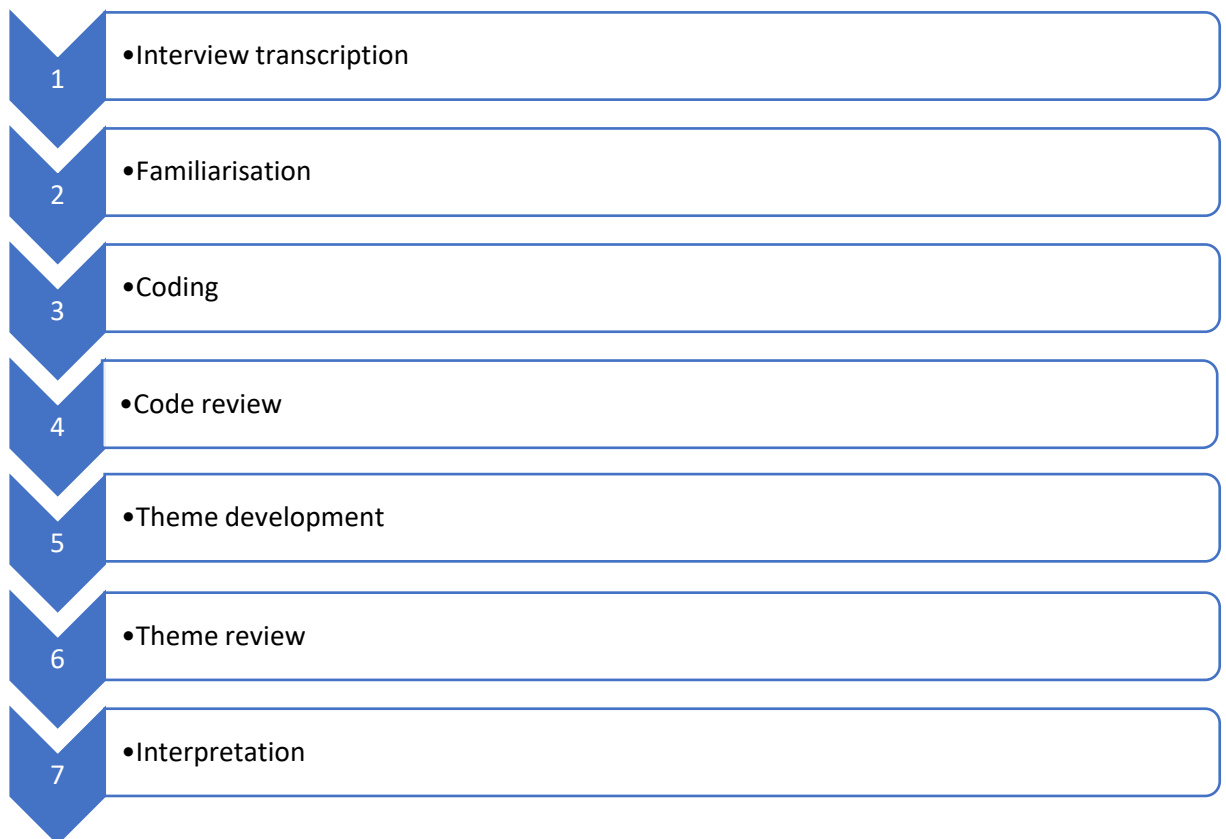 1
•Interview transcription
2
•Familiarisation
3
•Coding
4
•Code review
5
•Theme development
6
•Theme review
7
•Interpretation